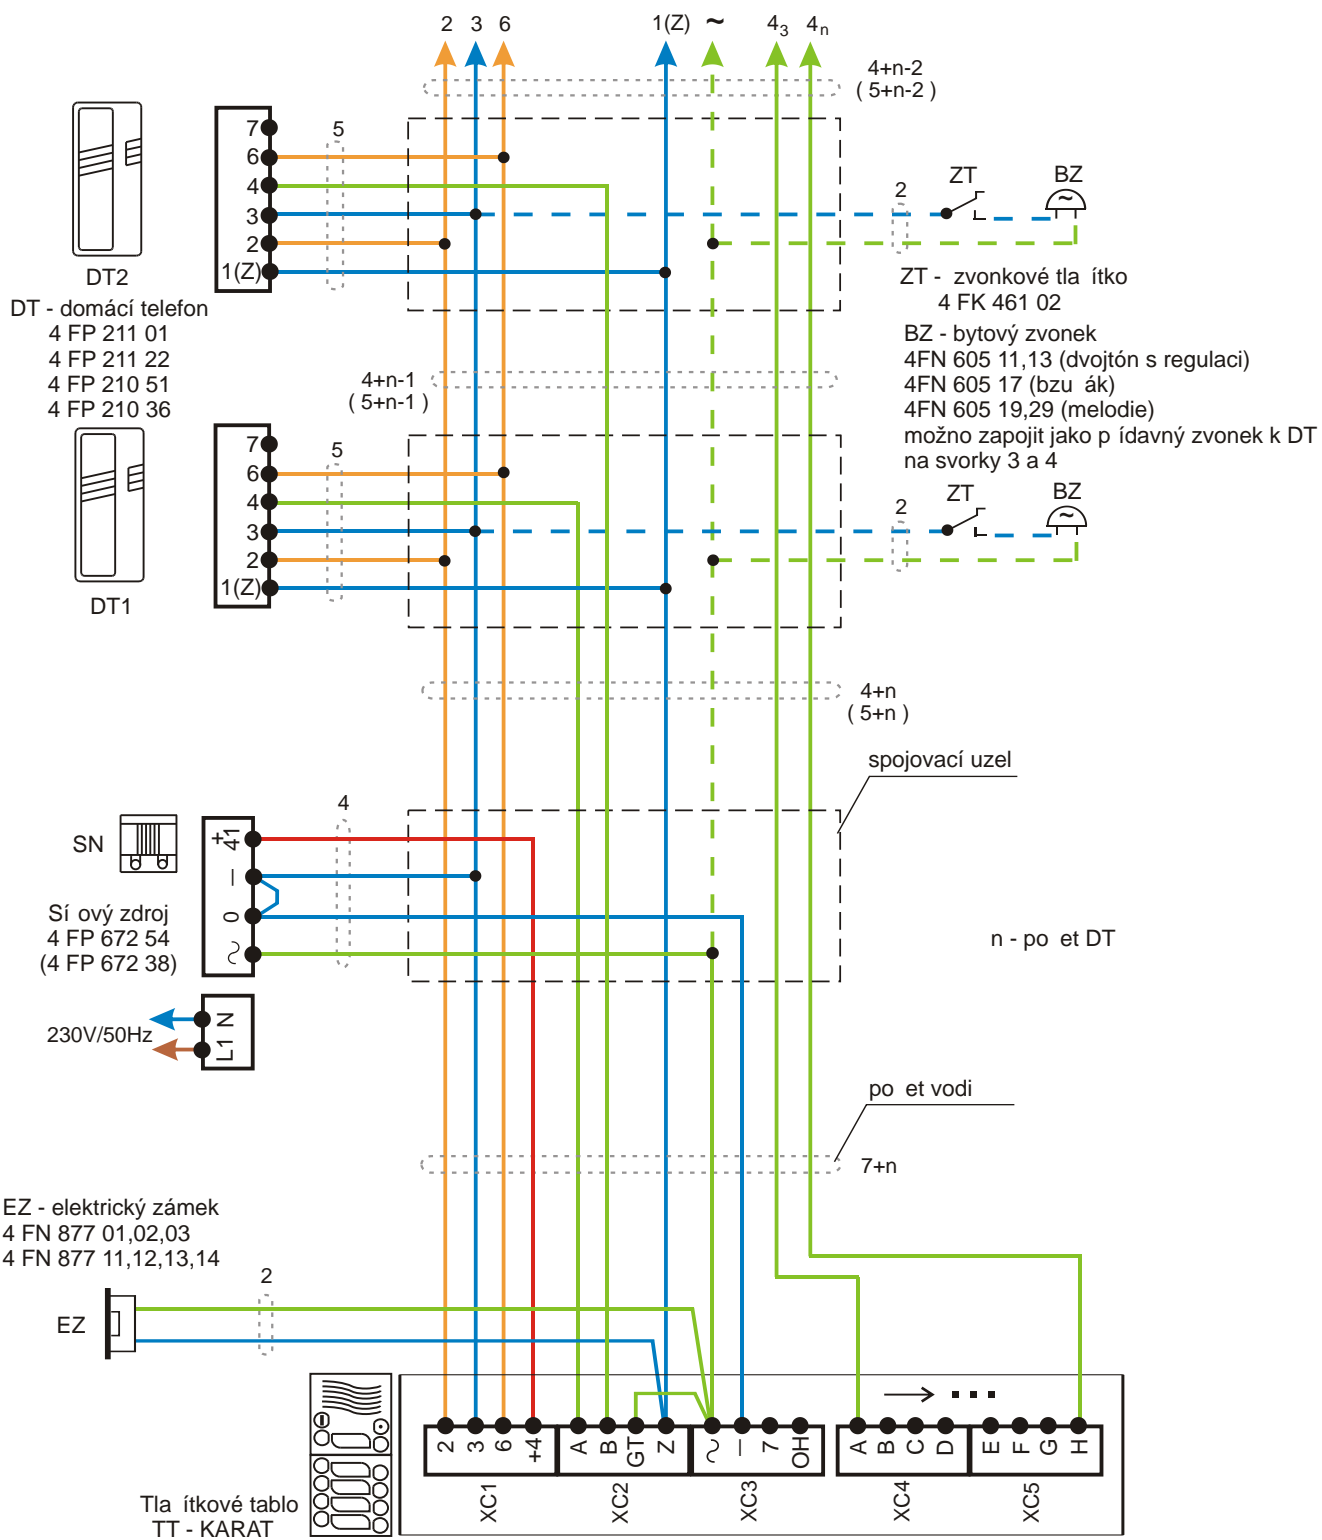 2 3 6 1(Z) ~ 4₃ 4ₙ
4+n-2
( 5+n-2 )
7
6
4
3
2
1(Z)
5
2
ZT
BZ
~
DT2
DT - domácí telefon
4 FP 211 01
4 FP 211 22
4 FP 210 51
4 FP 210 36
ZT - zvonkové tla ítko
4 FK 461 02
BZ - bytový zvonek
4FN 605 11,13 (dvojtón s regulaci)
4FN 605 17 (bzu ák)
4FN 605 19,29 (melodie)
možno zapojit jako p ídavný zvonek k DT
na svorky 3 a 4
4+n-1
( 5+n-1 )
7
6
4
3
2
1(Z)
5
2
ZT
BZ
~
DT1
4+n
( 5+n )
spojovací uzel
4
SN
+
41
–
0
~
Sí ový zdroj
4 FP 672 54
(4 FP 672 38)
n - po et DT
230V/50Hz
N
L1
po et vodi
7+n
EZ - elektrický zámek
4 FN 877 01,02,03
4 FN 877 11,12,13,14
2
EZ
2 3 6 +4 A B GT Z ~ – 7 OH A B C D E F G H
XC1 XC2 XC3 XC4 XC5
Tla ítkové tablo
TT - KARAT